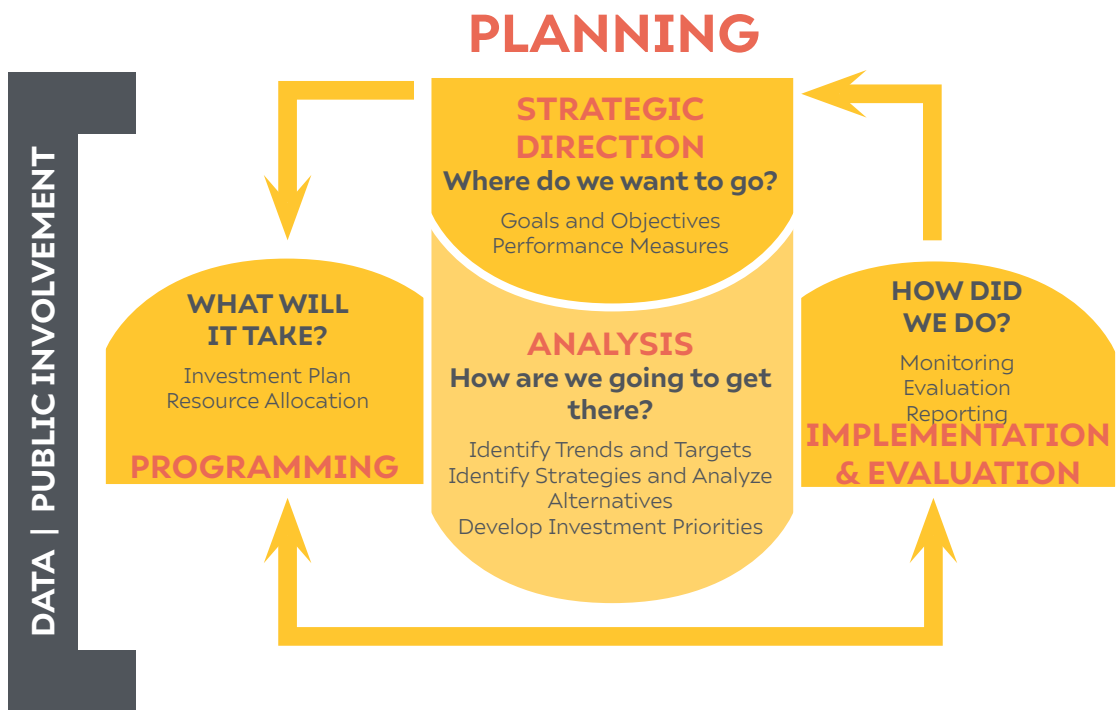 PLANNING
DATA | PUBLIC INVOLVEMENT
STRATEGIC
DIRECTION
Where do we want to go?
Goals and Objectives
Performance Measures
WHAT WILL
IT TAKE?
Investment Plan
Resource Allocation
PROGRAMMING
ANALYSIS
How are we going to get
there?
Identify Trends and Targets
Identify Strategies and Analyze
Alternatives
Develop Investment Priorities
HOW DID
WE DO?
Monitoring
Evaluation
Reporting
IMPLEMENTATION
& EVALUATION